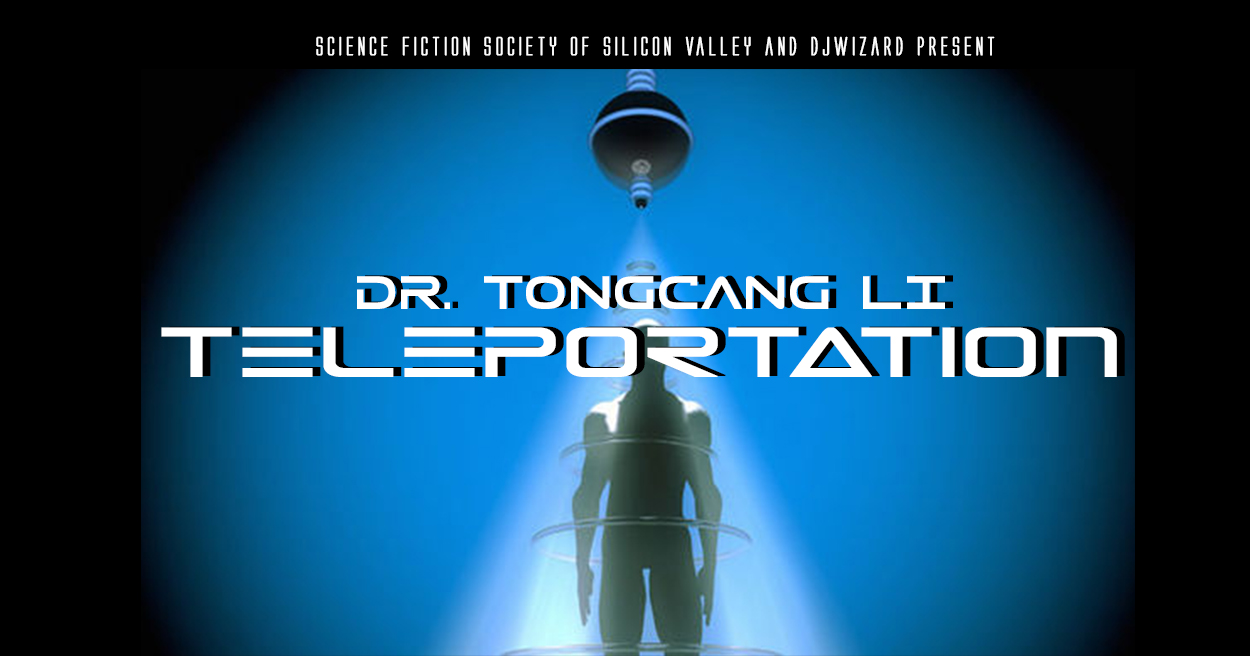 SCIENCE FICTION SOCIETY OF SILICON VALLEY AND DJWIZARD PRESENT
DR. TONGCANG LI
TELEPORTATION